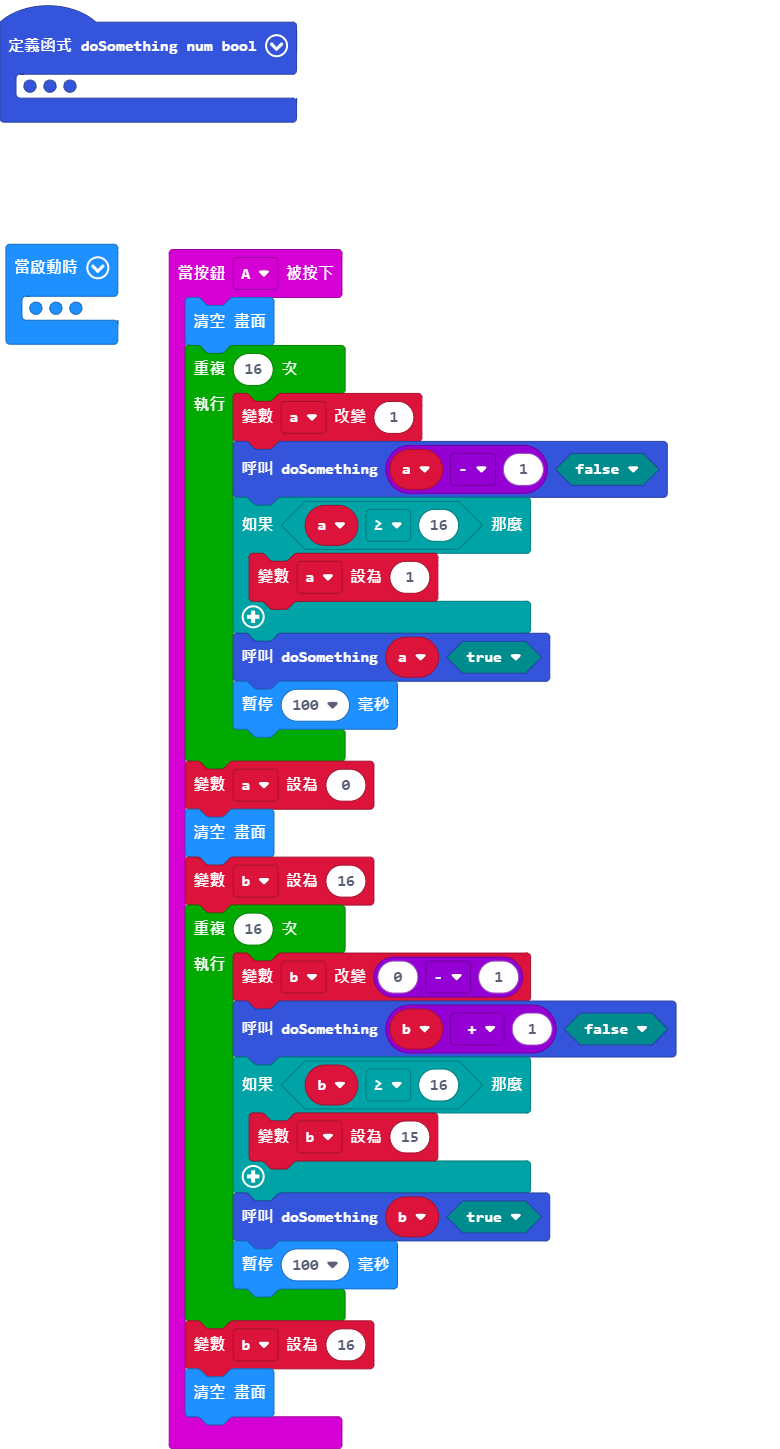 定義函式 doSomething num bool
當啟動時
當按鈕 A 被按下
清空 畫面
重複 16 次
執行
變數 a 改變 1
呼叫 doSomething a - 1 false
如果 a ≥ 16 那麼
變數 a 設為 1
呼叫 doSomething a true
暫停 100 毫秒
變數 a 設為 0
清空 畫面
變數 b 設為 16
重複 16 次
執行
變數 b 改變 0 - 1
呼叫 doSomething b + 1 false
如果 b ≥ 16 那麼
變數 b 設為 15
呼叫 doSomething b true
暫停 100 毫秒
變數 b 設為 16
清空 畫面